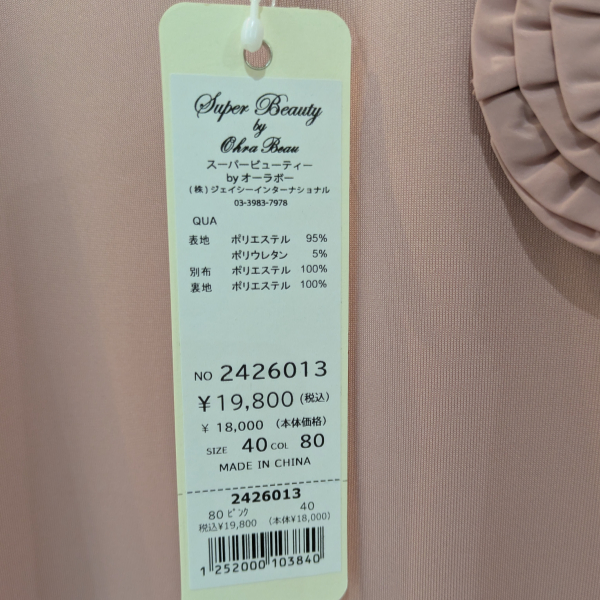 Super Beauty
by
Ohra Beau
スーパービューティー
by オーラボー
(株)ジェイシーインターナショナル
03-3983-7978
QUA
表地 ポリエステル 95%
ポリウレタン 5%
別布 ポリエステル 100%
裏地 ポリエステル 100%
NO 2426013
¥19,800(税込)
¥ 18,000 (本体価格)
SIZE 40 COL 80
MADE IN CHINA
2426013
80 ピンク 40
税込¥19,800 (本体¥18,000)
1 252000 103840